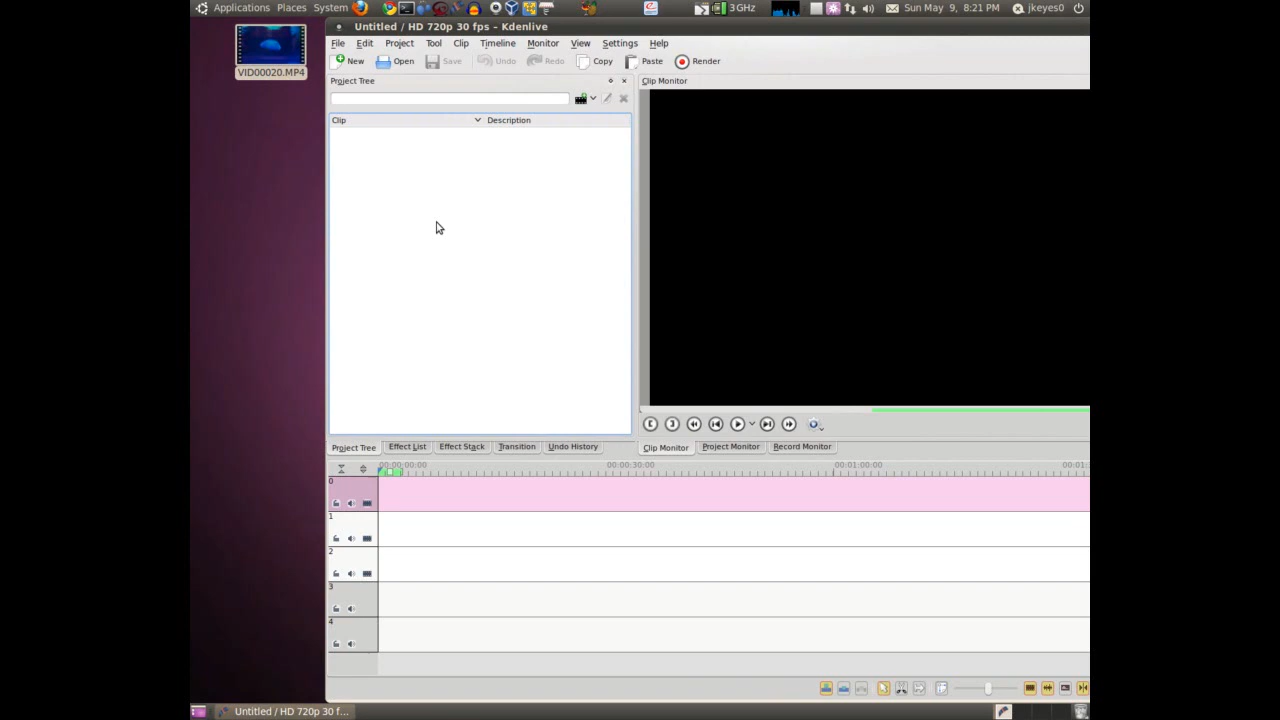 Applications Places System 3 GHz Sun May 9, 8:21 PM jkeyes0
VID00020.MP4
Untitled / HD 720p 30 fps – Kdenlive
File Edit Project Tool Clip Timeline Monitor View Settings Help
New Open Save Undo Redo Copy Paste Render
Project Tree
Clip Monitor
Clip Description
Project Tree Effect List Effect Stack Transition Undo History
Clip Monitor Project Monitor Record Monitor
00:00:00:00 00:00:30:00 00:01:00:00
0
1
2
3
4
Untitled / HD 720p 30 f...